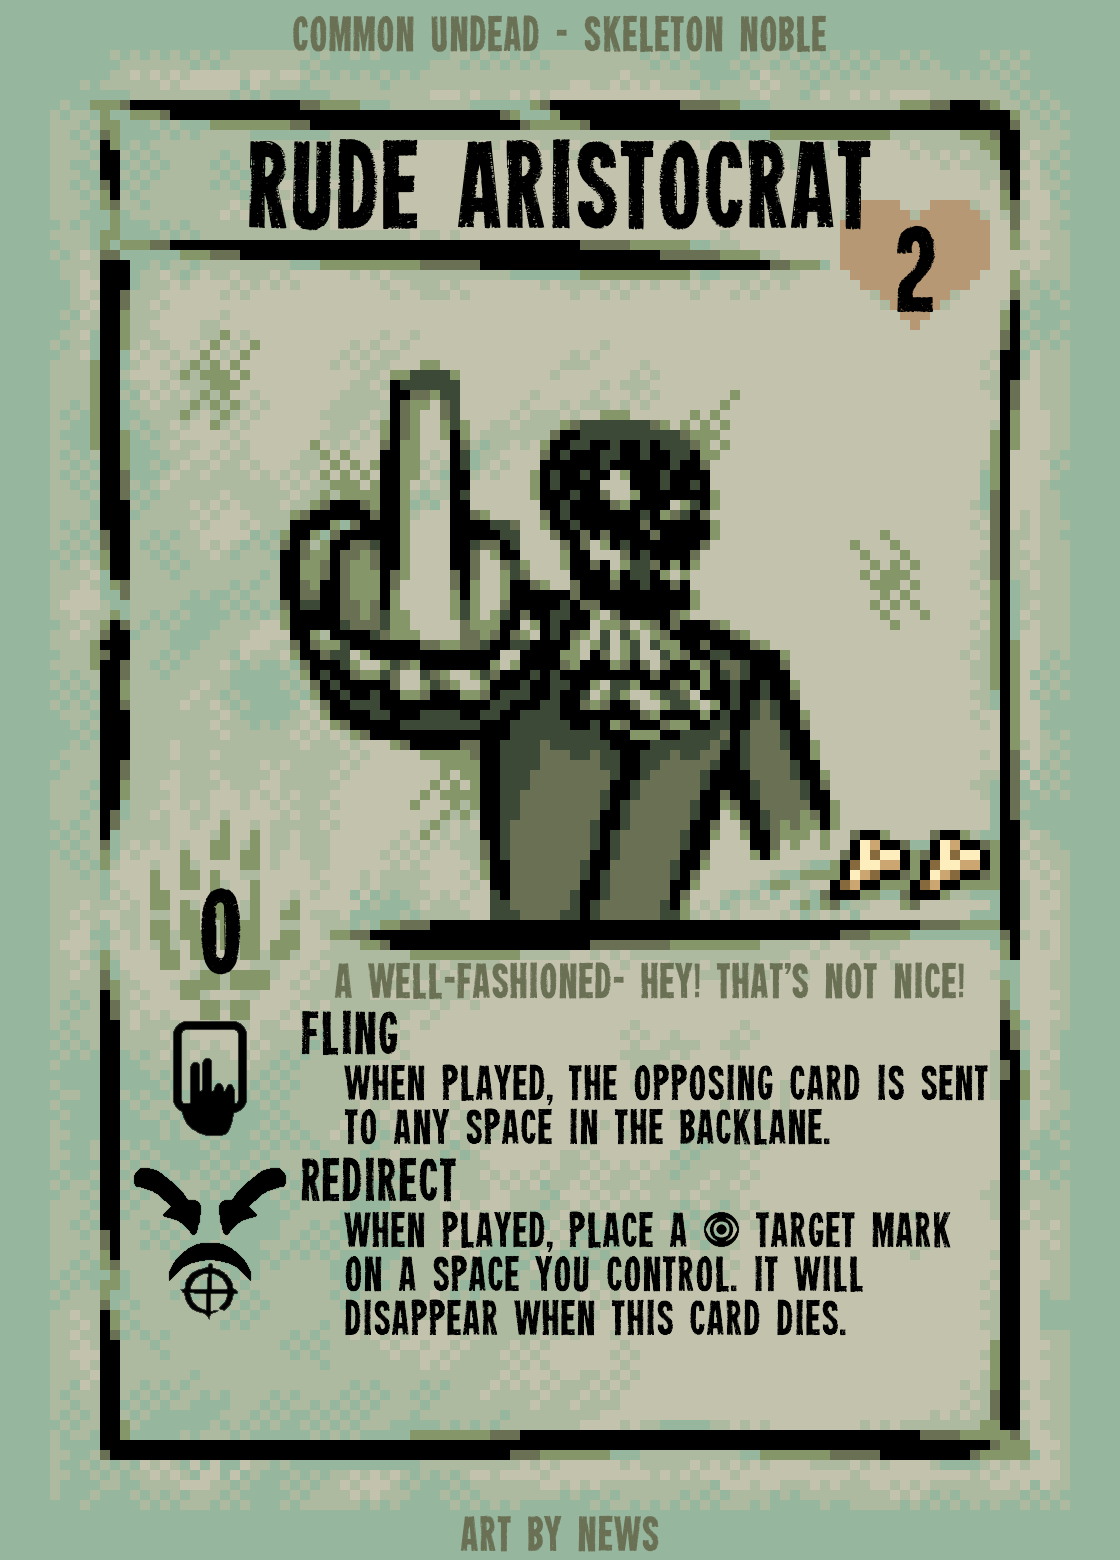 COMMON UNDEAD - SKELETON NOBLE
RUDE ARISTOCRAT
2
0
A WELL-FASHIONED- HEY! THAT'S NOT NICE!
FLING
WHEN PLAYED, THE OPPOSING CARD IS SENT
TO ANY SPACE IN THE BACKLANE.
REDIRECT
WHEN PLAYED, PLACE A TARGET MARK
ON A SPACE YOU CONTROL. IT WILL
DISAPPEAR WHEN THIS CARD DIES.
ART BY NEWS